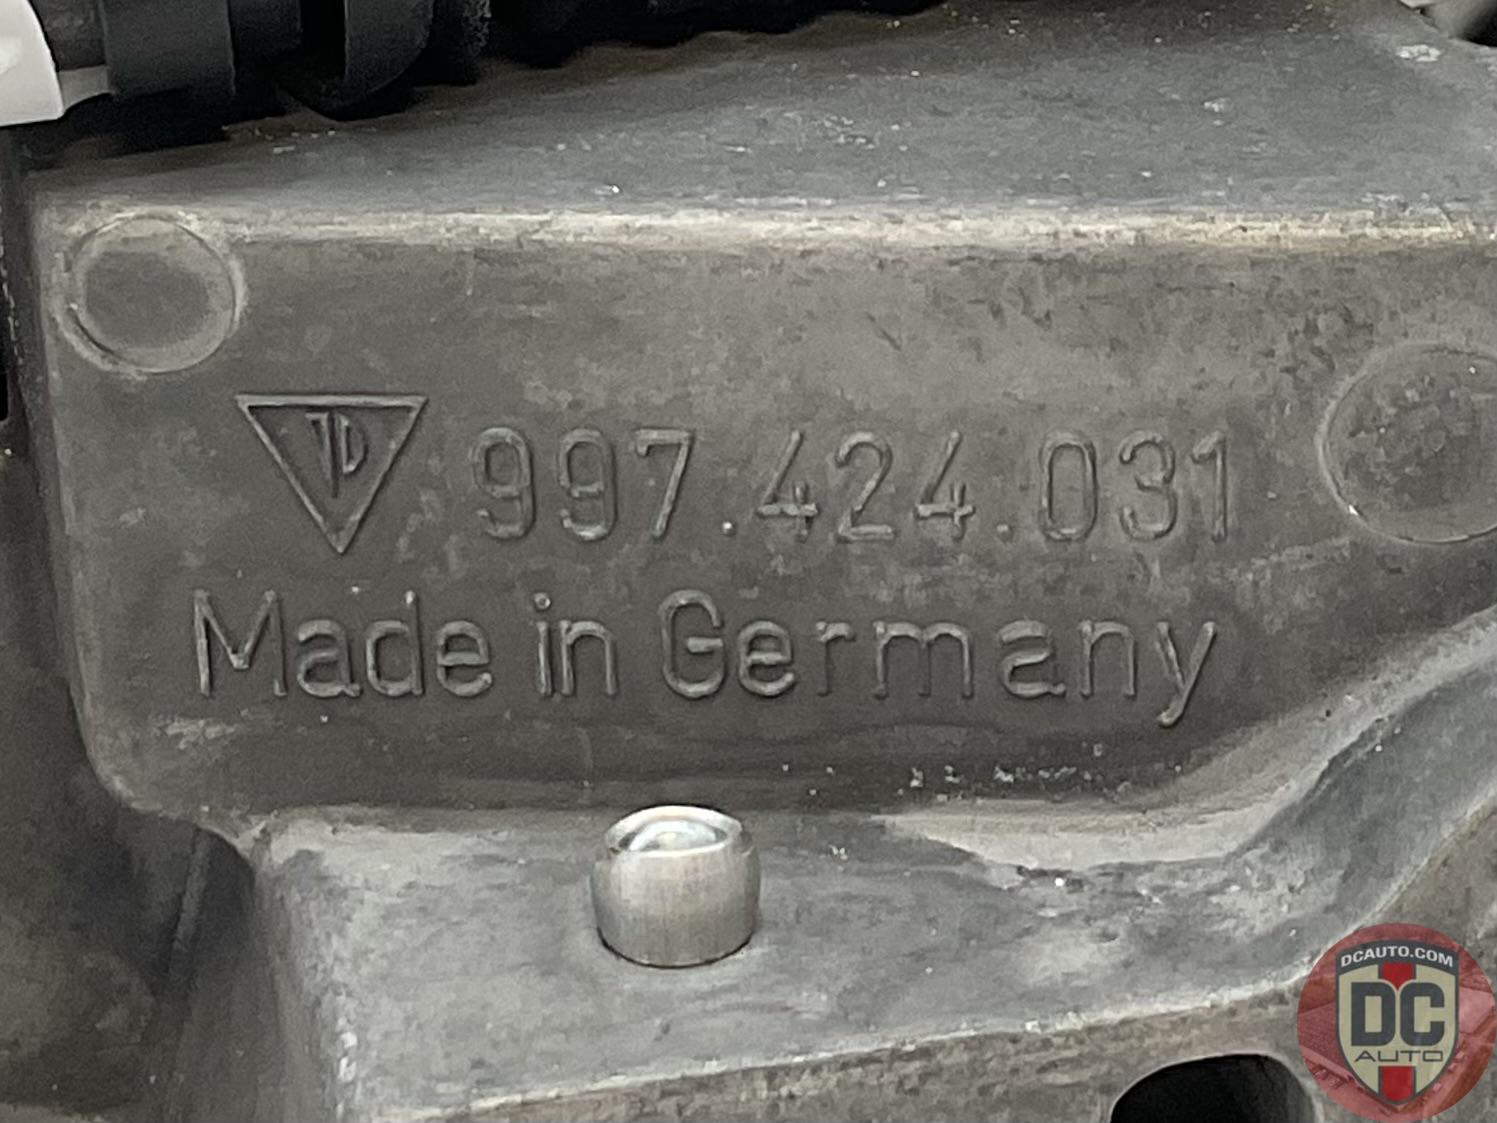 997.424.031
Made in Germany
DCAUTO.COM
DC
AUTO